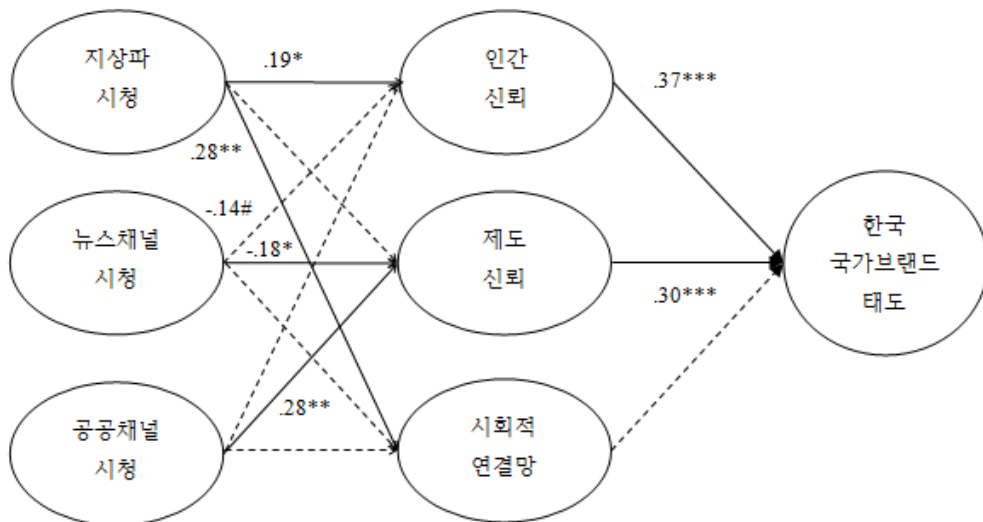 지상파
시청
.19*
인간
신뢰
.37***
.28**
-.14#
뉴스채널
시청
-.18*
제도
신뢰
.30***
한국
국가브랜드
태도
공공채널
시청
.28**
시회적
연결망